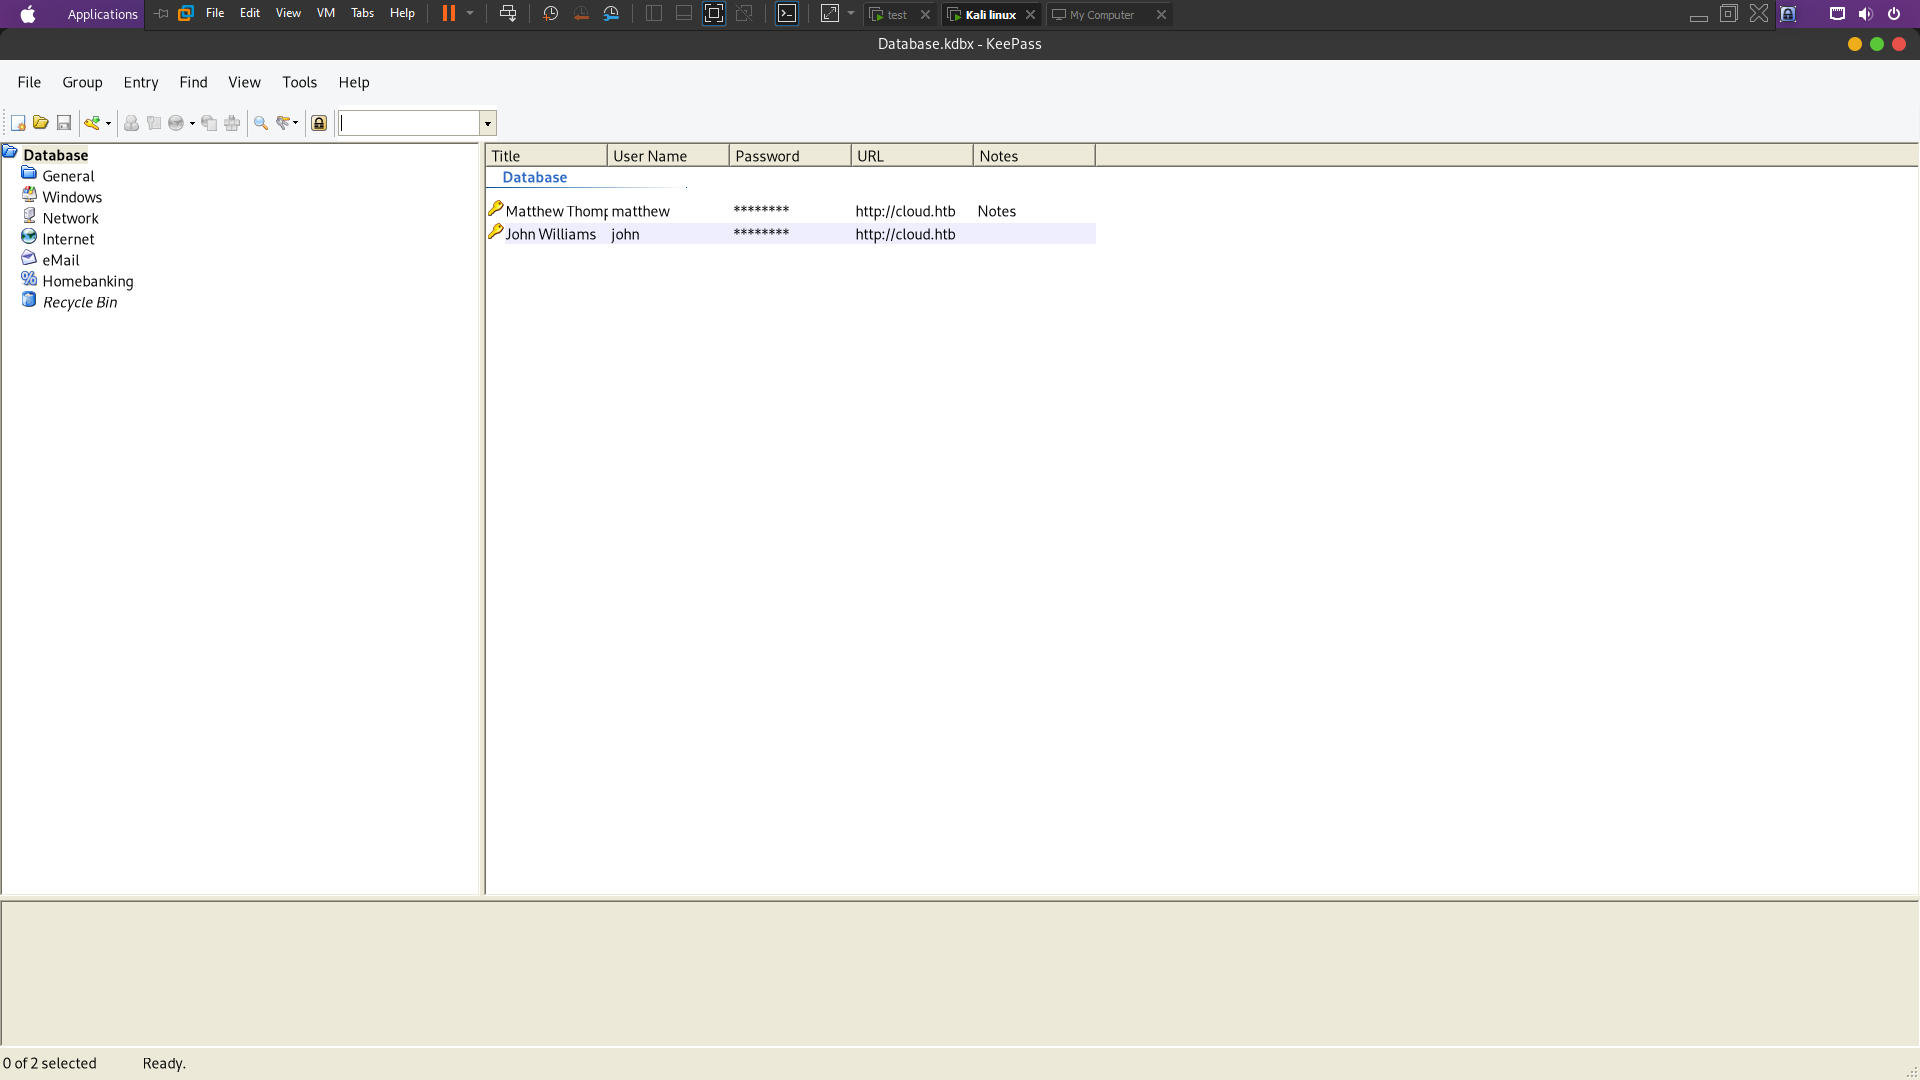 Applications File Edit View VM Tabs Help test Kali linux My Computer
Database.kdbx - KeePass
File Group Entry Find View Tools Help
Database
General
Windows
Network
Internet
eMail
Homebanking
Recycle Bin
Title User Name Password URL Notes
Database
Matthew Thomp matthew ******** http://cloud.htb Notes
John Williams john ******** http://cloud.htb
0 of 2 selected Ready.